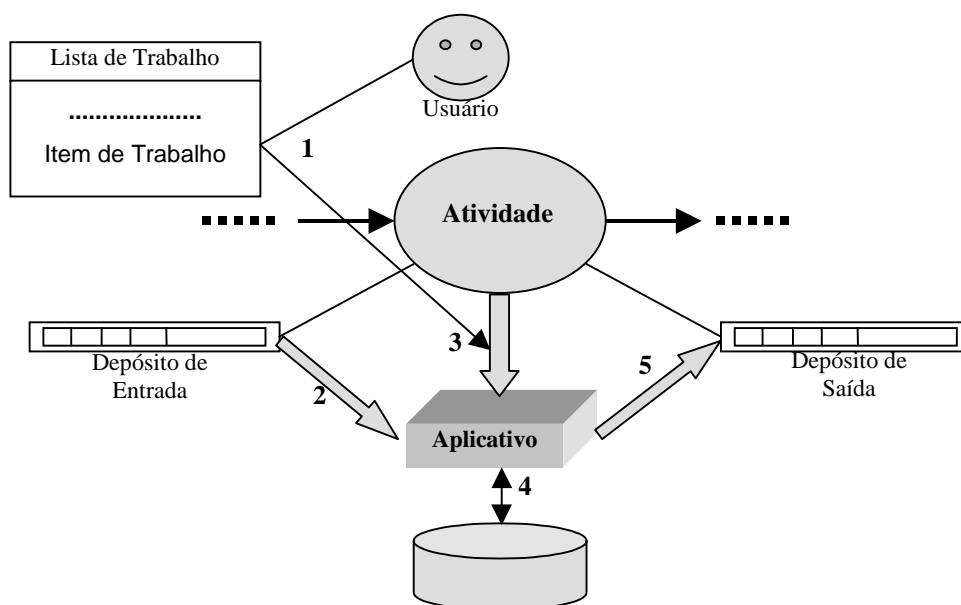 Lista de Trabalho
....................
Item de Trabalho
Usuário
1
Atividade
Depósito de
Entrada
2
3
Aplicativo
4
5
Depósito de
Saída